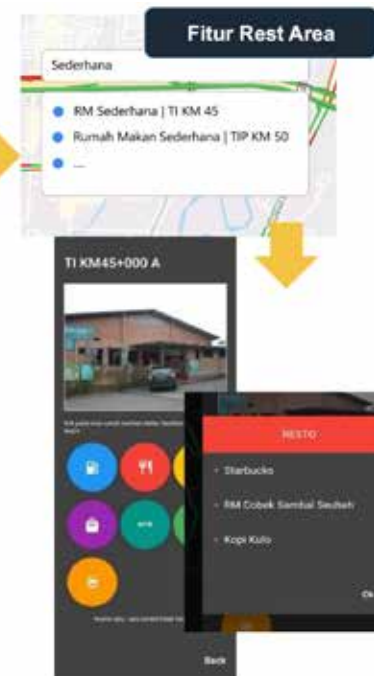 Fitur Rest Area
Sederhana
RM Sederhana | TI KM 45
Rumah Makan Sederhana | TIP KM 50
...
TI KM45+000 A
RESTO
- Starbucks
- RM Cobek Sambal Seuhah
- Kopi Kulo
Ok
Back